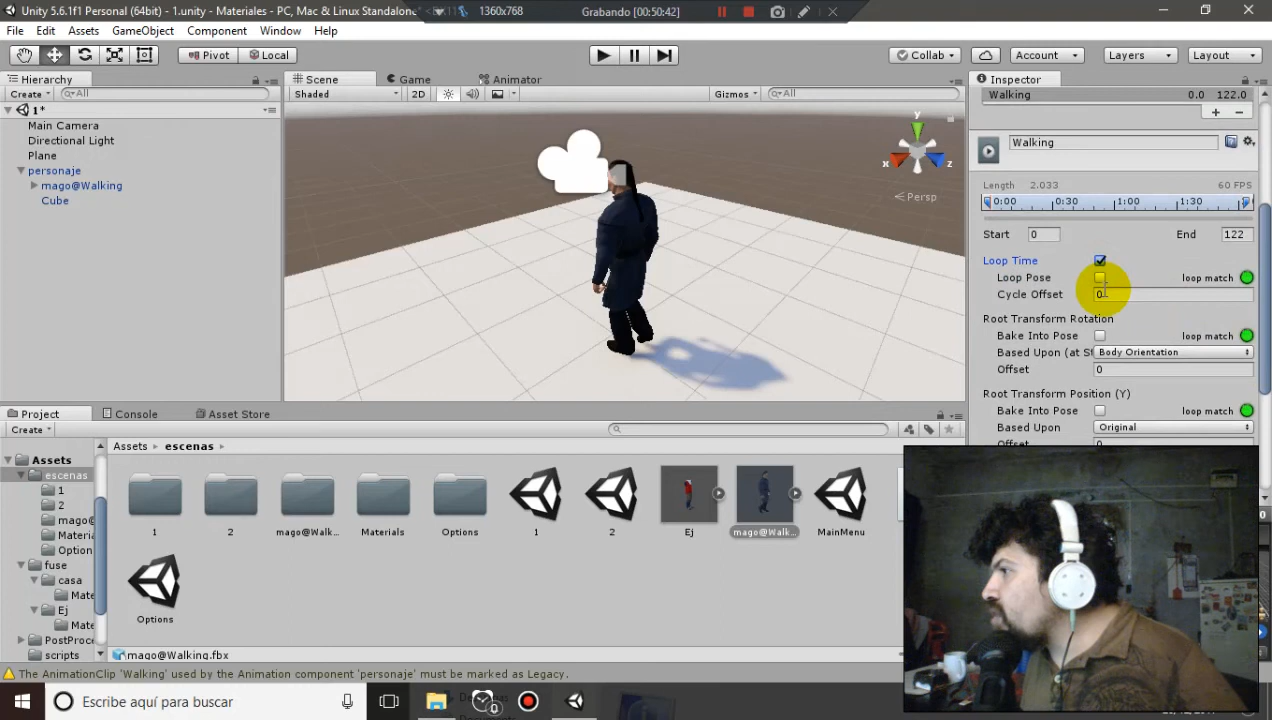 Unity 5.6.1f1 Personal (64bit) - 1.unity - Materiales - PC, Mac & Linux Standalone
1360x768
Grabando [00:50:42]
File Edit Assets GameObject Component Window Help
Pivot Local
Collab Account Layers Layout
Hierarchy
Create All
1*
Main Camera
Directional Light
Plane
personaje
mago@Walking
Cube
Scene Game Animator
Shaded 2D Gizmos All
y
x z
Persp
Inspector
Walking 0.0 122.0
Walking
Length 2.033 60 FPS
0:00 0:30 1:00 1:30
Start 0 End 122
Loop Time
Loop Pose loop match
Cycle Offset 0
Root Transform Rotation
Bake Into Pose loop match
Based Upon (at St Body Orientation
Offset 0
Root Transform Position (Y)
Bake Into Pose loop match
Based Upon Original
Offset
Project Console Asset Store
Create
Assets
escenas
1
2
mago@
Materia
Option
fuse
casa
Mate
Ej
Mate
PostProce
scripts
Assets escenas
1 2 mago@Walk... Materials Options 1 2 Ej mago@Walk... MainMenu
Options
mago@Walking.fbx
The AnimationClip 'Walking' used by the Animation component 'personaje' must be marked as Legacy.
Escribe aquí para buscar